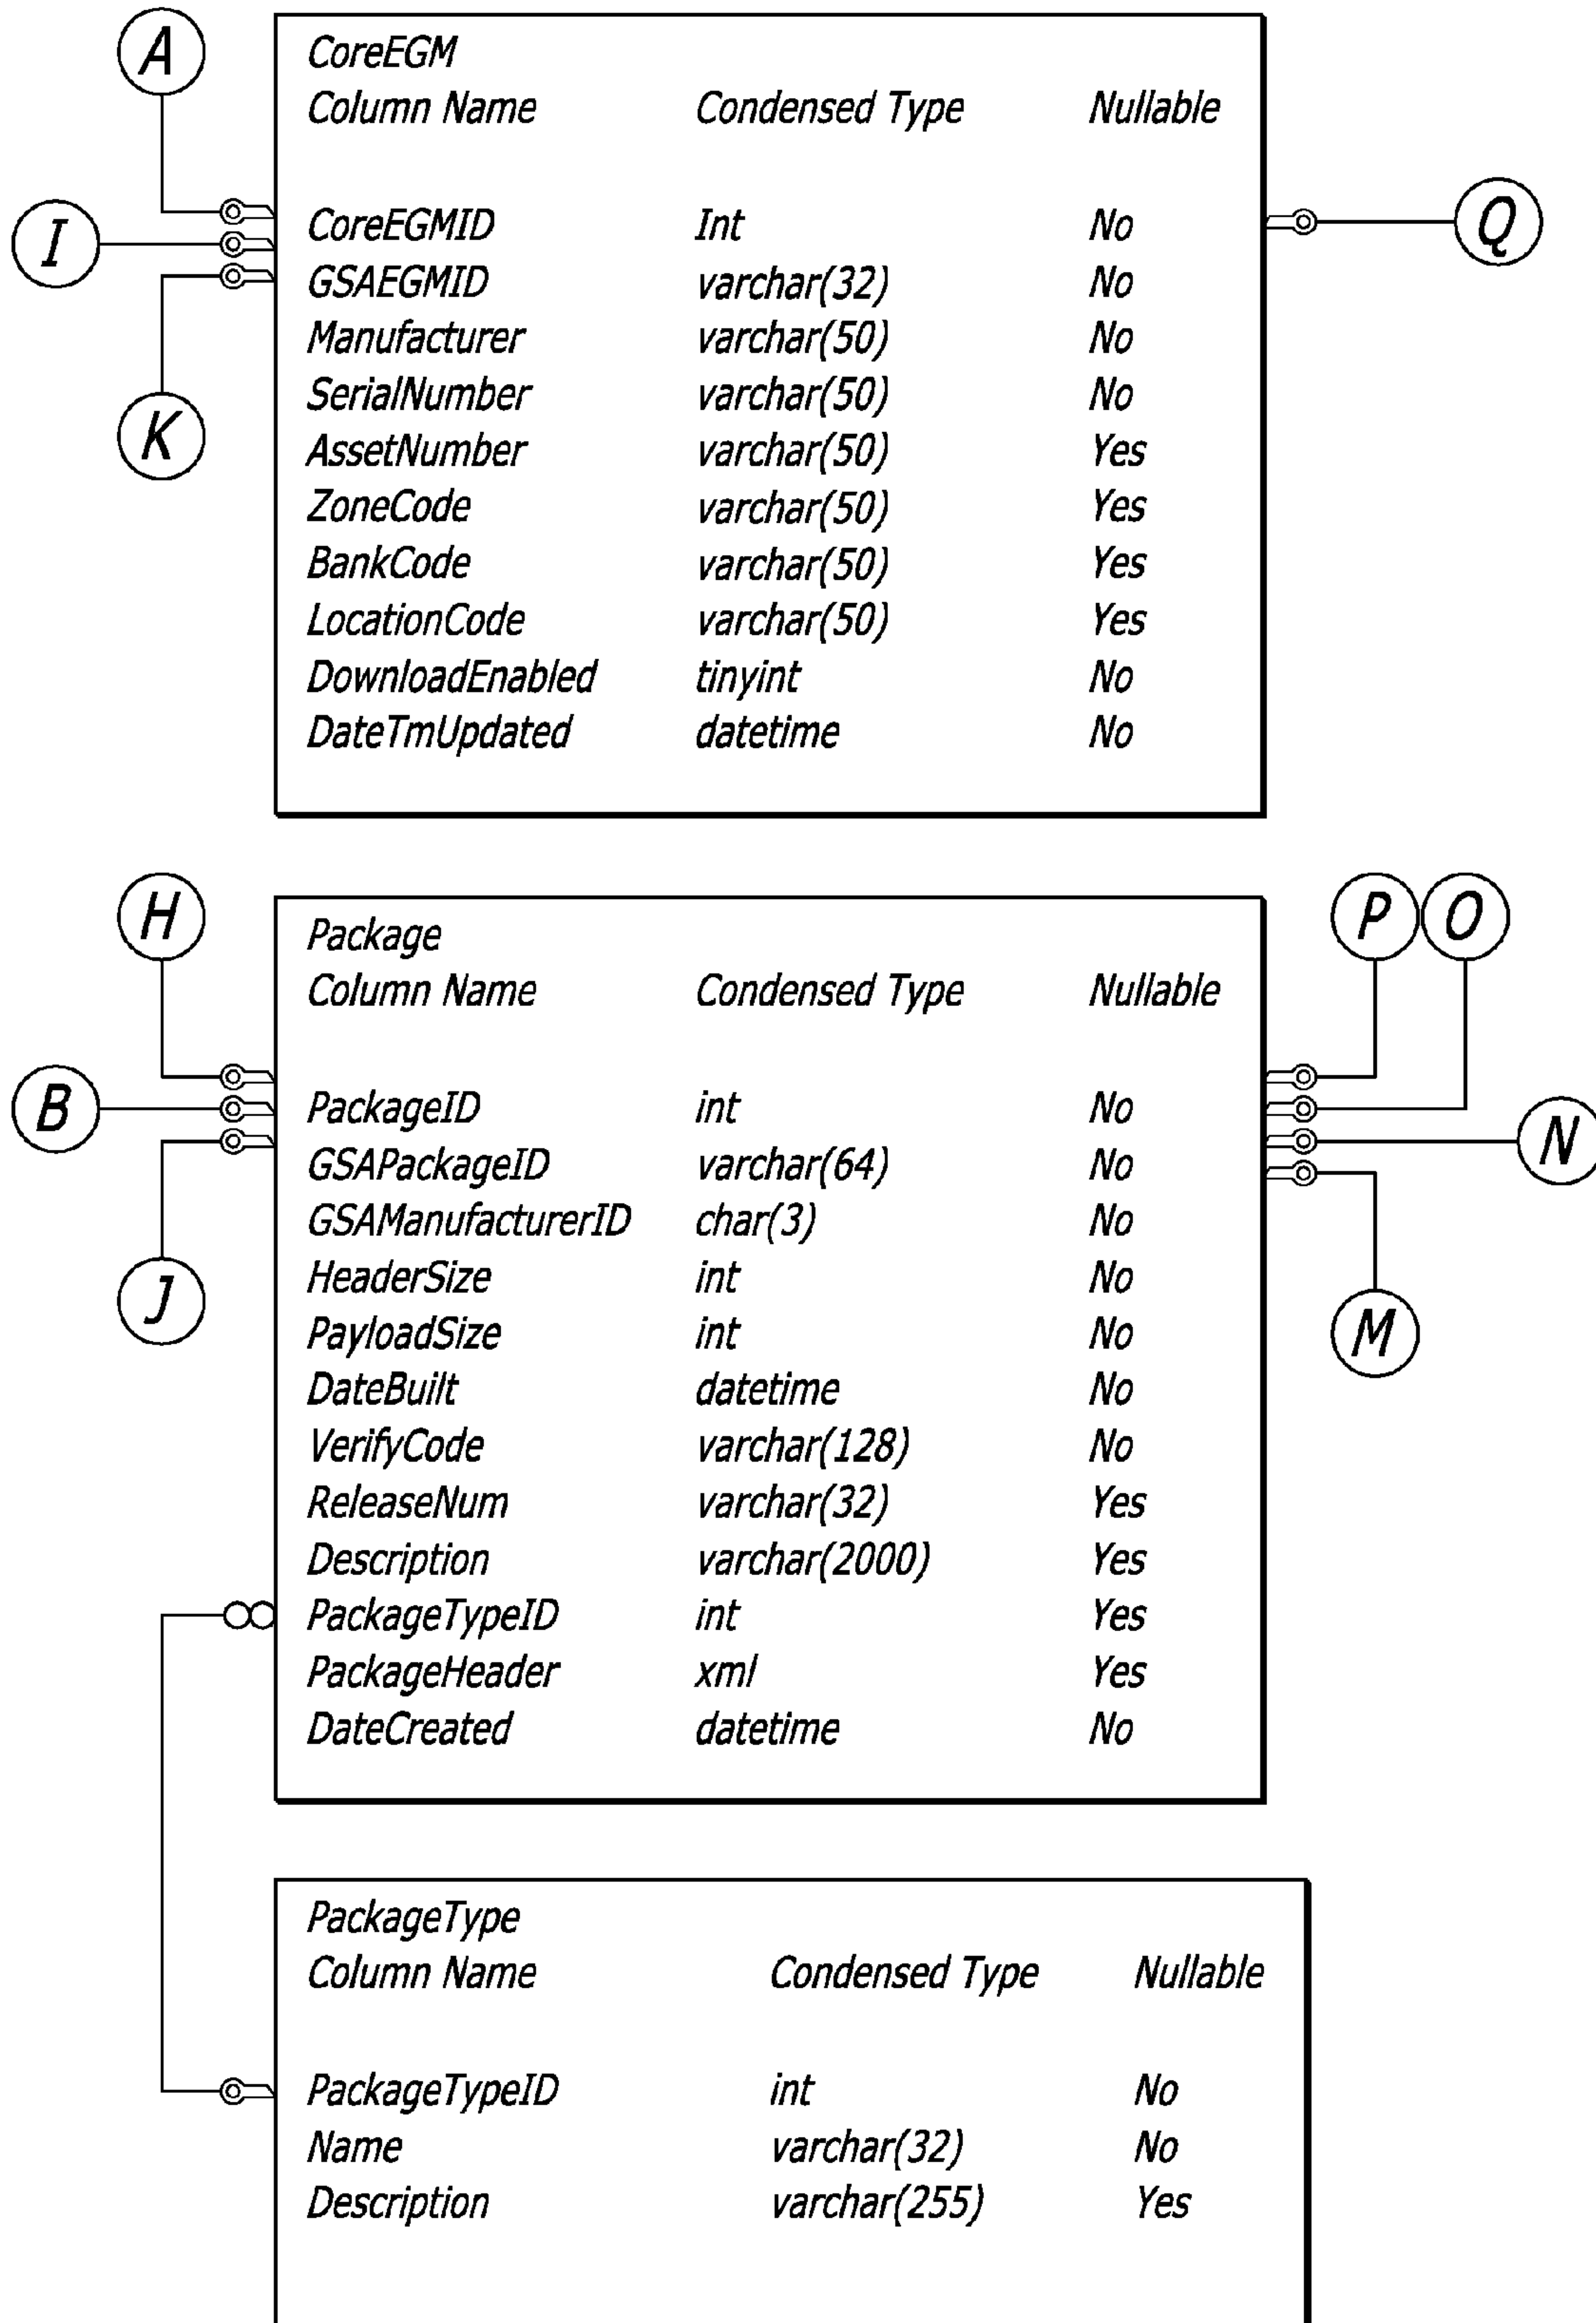 A
CoreEGM
Column Name Condensed Type Nullable
CoreEGMID Int No
I
Q
GSAEGMID varchar(32) No
Manufacturer varchar(50) No
SerialNumber varchar(50) No
K
AssetNumber varchar(50) Yes
ZoneCode varchar(50) Yes
BankCode varchar(50) Yes
LocationCode varchar(50) Yes
DownloadEnabled tinyint No
DateTmUpdated datetime No
H
P O
Package
Column Name Condensed Type Nullable
B
PackageID int No
N
GSAPackageID varchar(64) No
GSAManufacturerID char(3) No
HeaderSize int No
J
PayloadSize int No
M
DateBuilt datetime No
VerifyCode varchar(128) No
ReleaseNum varchar(32) Yes
Description varchar(2000) Yes
PackageTypeID int Yes
PackageHeader xml Yes
DateCreated datetime No
PackageType
Column Name Condensed Type Nullable
PackageTypeID int No
Name varchar(32) No
Description varchar(255) Yes